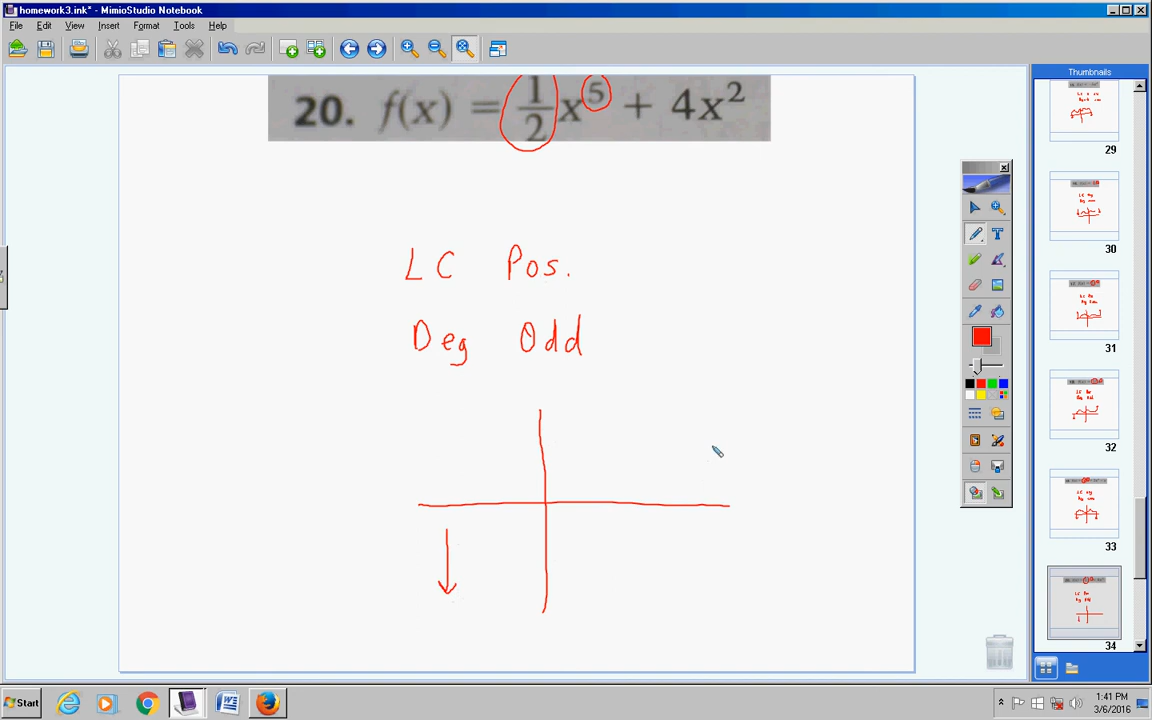 homework3.ink* - MimioStudio Notebook
File Edit View Insert Format Tools Help
20. f(x) = 1/2 x^5 + 4x^2
LC Pos.
Deg Odd
Thumbnails
29
30
31
32
33
34
T
W
Start
1:41 PM
3/6/2016